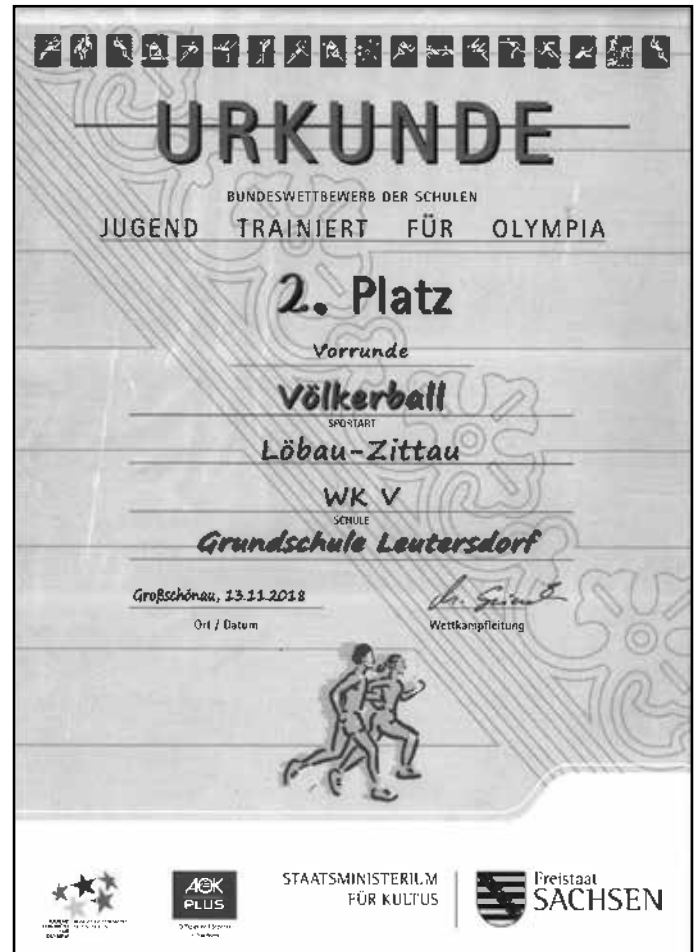 URKUNDE
BUNDESWETTBEWERB DER SCHULEN
JUGEND TRAINIERT FÜR OLYMPIA
2. Platz
Vorrunde
Völkerball
SPORTART
Löbau-Zittau
WK V
SCHULE
Grundschule Leutersdorf
Großschönau, 13.11.2018
Ort / Datum
Wettkampfleitung
AOK
PLUS
STAATSMINISTERIUM
FÜR KULTUS
Freistaat
SACHSEN